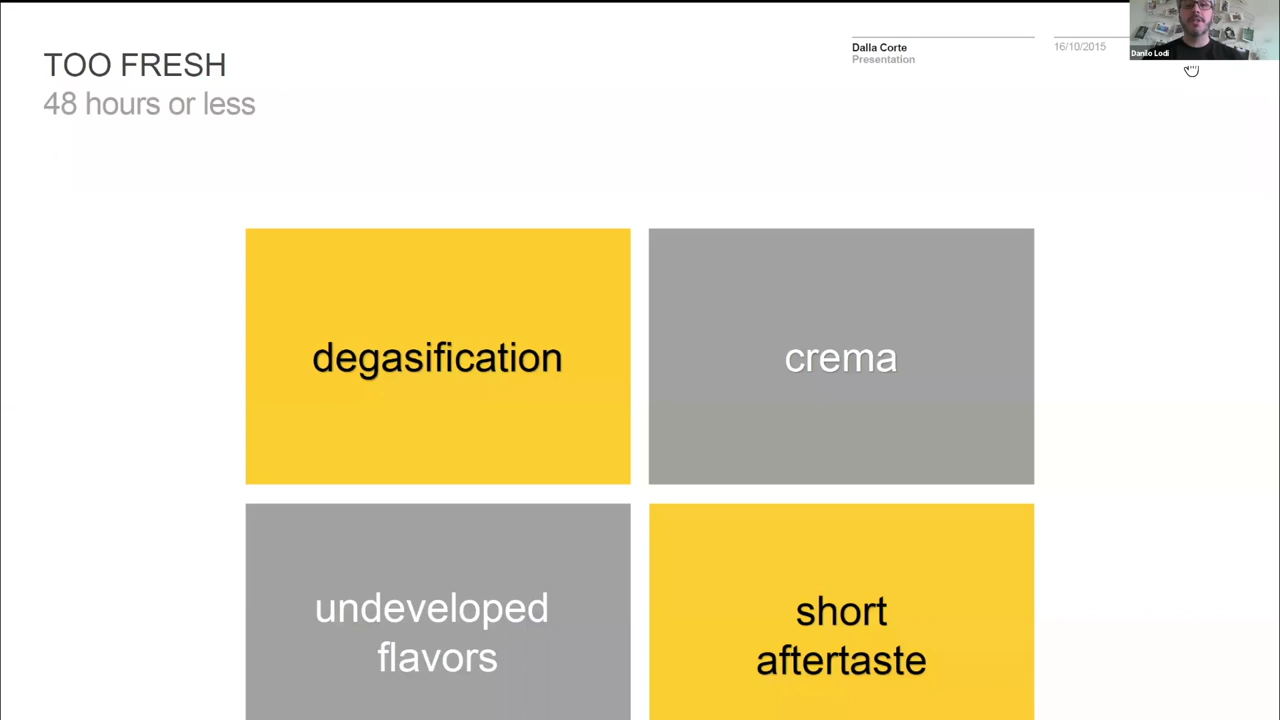 TOO FRESH
48 hours or less
Dalla Corte
Presentation
16/10/2015
Danilo Lodi
degasification
crema
undeveloped
flavors
short
aftertaste